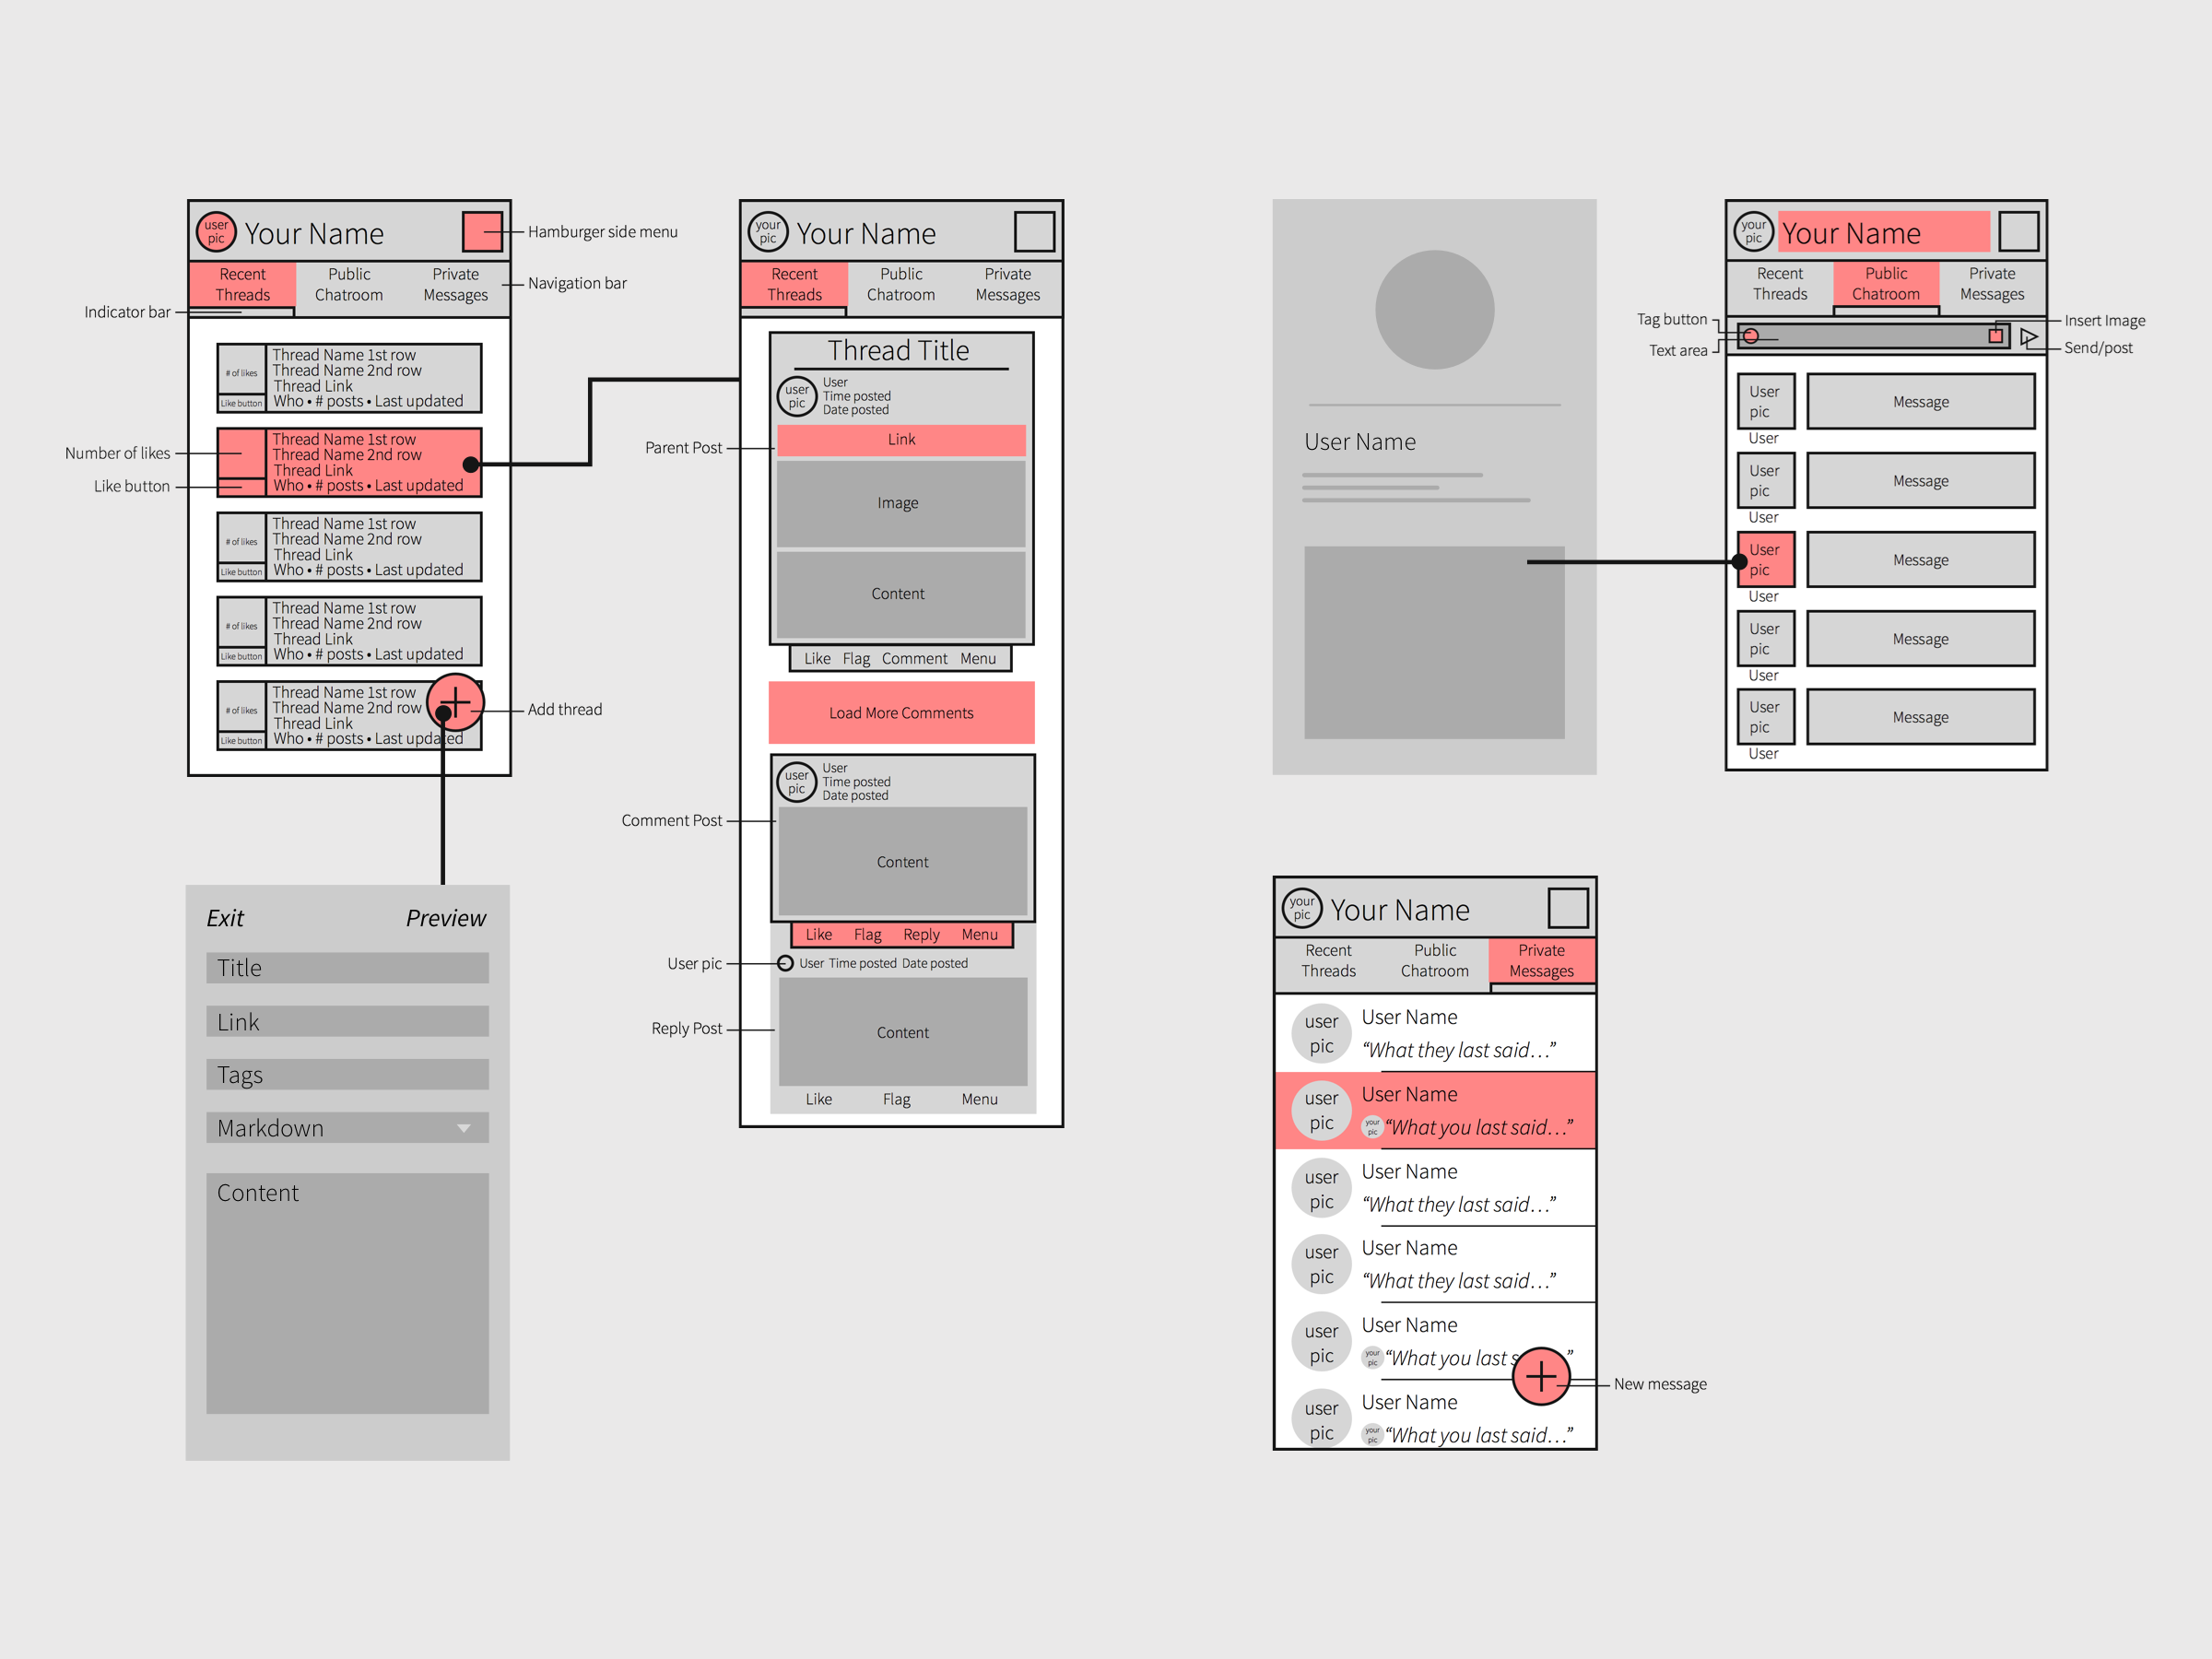 user
pic
Your Name
Hamburger side menu
Recent
Threads
Public
Chatroom
Private
Messages
Navigation bar
Indicator bar
# of likes
Like button
Thread Name 1st row
Thread Name 2nd row
Thread Link
Who • # posts • Last updated
Number of likes
Like button
Thread Name 1st row
Thread Name 2nd row
Thread Link
Who • # posts • Last updated
# of likes
Like button
Thread Name 1st row
Thread Name 2nd row
Thread Link
Who • # posts • Last updated
# of likes
Like button
Thread Name 1st row
Thread Name 2nd row
Thread Link
Who • # posts • Last updated
# of likes
Like button
Thread Name 1st row
Thread Name 2nd row
Thread Link
Who • # posts • Last updated
Add thread
Exit
Preview
Title
Link
Tags
Markdown
Content
your
pic
Your Name
Recent
Threads
Public
Chatroom
Private
Messages
Thread Title
user
pic
User
Time posted
Date posted
Parent Post
Link
Image
Content
Like Flag Comment Menu
Load More Comments
user
pic
User
Time posted
Date posted
Comment Post
Content
Like Flag Reply Menu
User pic
User Time posted Date posted
Reply Post
Content
Like Flag Menu
User Name
your
pic
Your Name
Recent
Threads
Public
Chatroom
Private
Messages
Tag button
Text area
Insert Image
Send/post
User
pic
User
Message
User
pic
User
Message
User
pic
User
Message
User
pic
User
Message
User
pic
User
Message
your
pic
Your Name
Recent
Threads
Public
Chatroom
Private
Messages
user
pic
User Name
“What they last said…”
user
pic
User Name
your
pic
“What you last said…”
user
pic
User Name
“What they last said…”
user
pic
User Name
“What they last said…”
user
pic
User Name
your
pic
“What you last s ”
New message
user
pic
User Name
your
pic
“What you last said…”